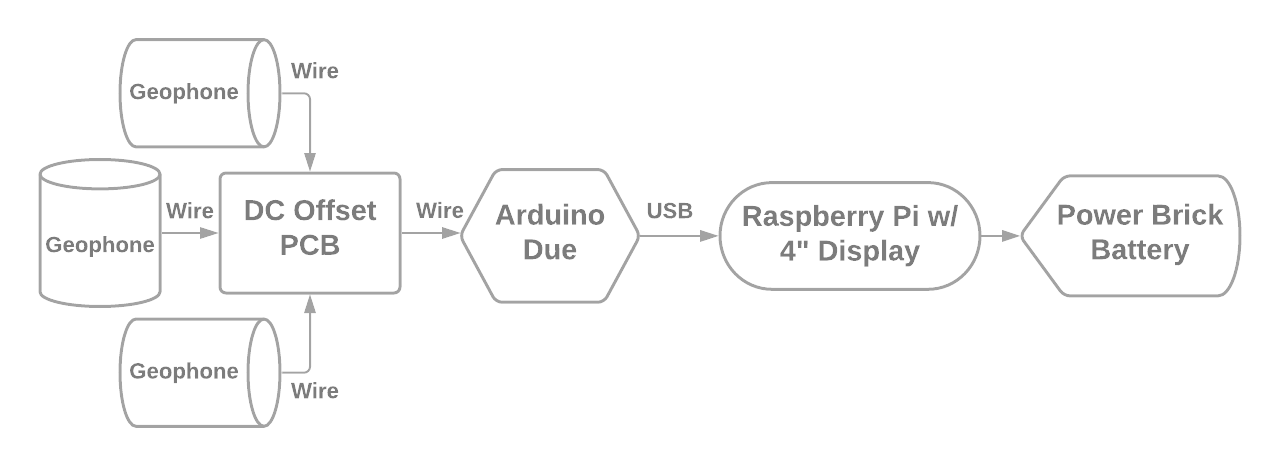 Wire
Geophone
Wire
Geophone
DC Offset
PCB
Wire
Arduino
Due
USB
Raspberry Pi w/
4" Display
Power Brick
Battery
Geophone
Wire